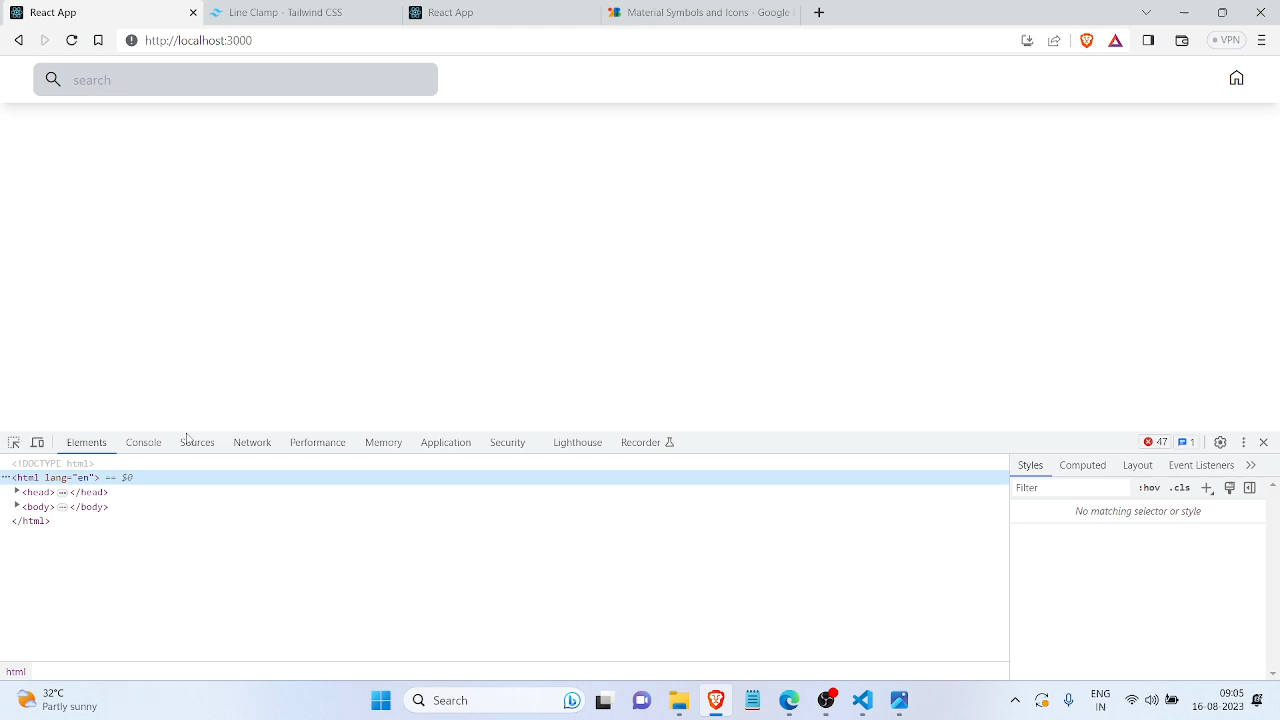 React App
Line Clamp - Tailwind CSS
React App
Material Symbols and Icons - Google
http://localhost:3000
VPN
search
Elements
Console
Sources
Network
Performance
Memory
Application
Security
Lighthouse
Recorder
47
1
<!DOCTYPE html>
<html lang="en"> == $0
<head> … </head>
<body> … </body>
</html>
html
Styles
Computed
Layout
Event Listeners
Filter
:hov
.cls
No matching selector or style
32°C
Partly sunny
Search
ENG
IN
09:05
16-08-2023